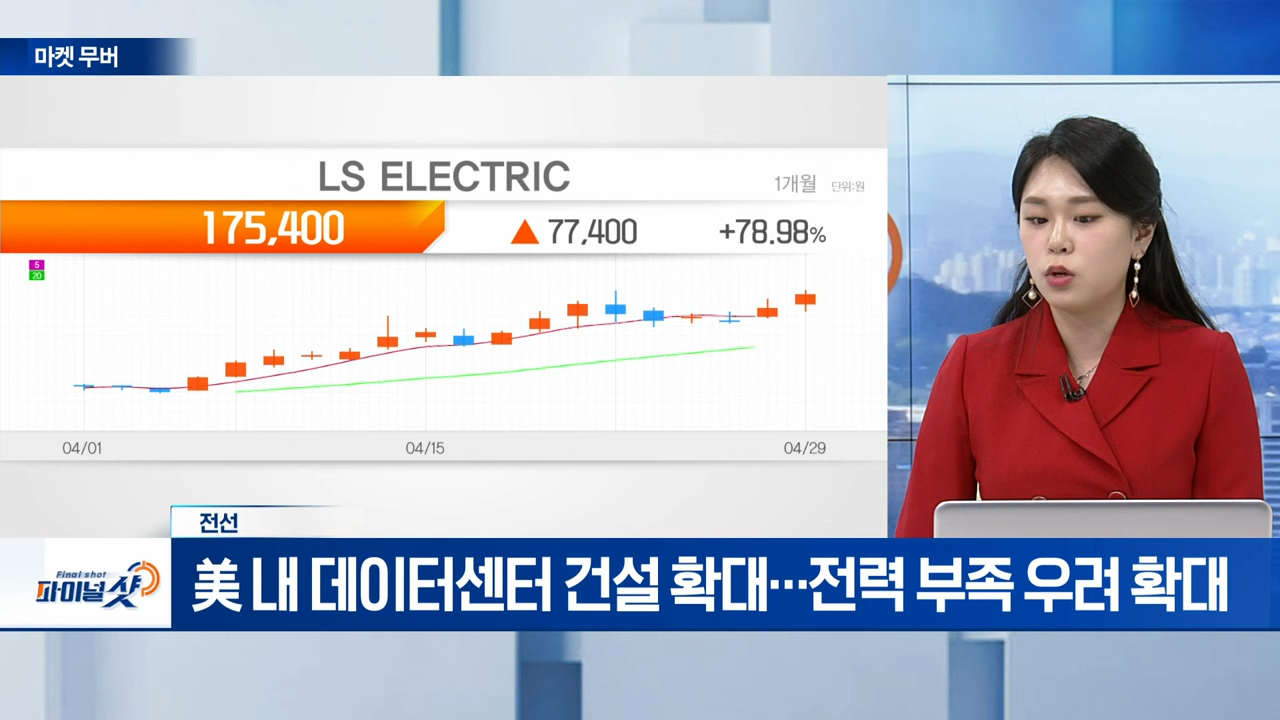 마켓 무버
LS ELECTRIC
1개월 단위:원
175,400 ▲ 77,400 +78.98%
5
20
04/01 04/15 04/29
전선
Final shot
파이널샷
美 내 데이터센터 건설 확대…전력 부족 우려 확대